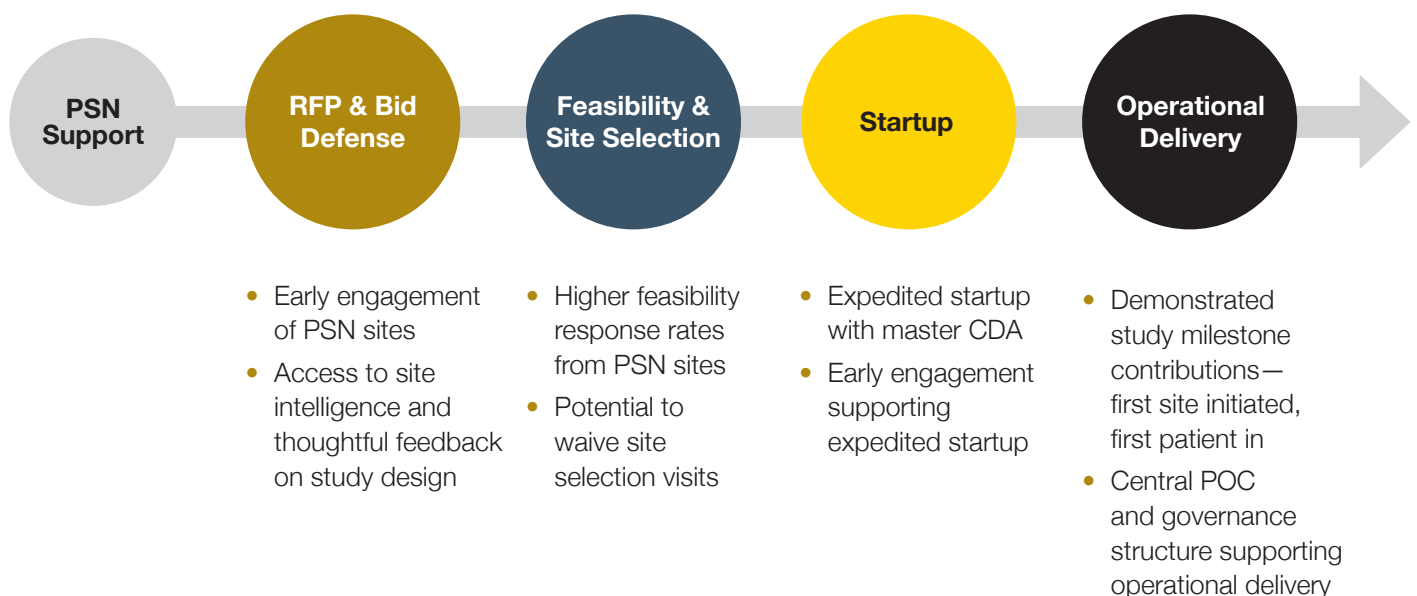 PSN
Support
RFP & Bid
Defense
Feasibility &
Site Selection
Startup
Operational
Delivery
• Early engagement
of PSN sites
• Access to site
intelligence and
thoughtful feedback
on study design
• Higher feasibility
response rates
from PSN sites
• Potential to
waive site
selection visits
• Expedited startup
with master CDA
• Early engagement
supporting
expedited startup
• Demonstrated
study milestone
contributions—
first site initiated,
first patient in
• Central POC
and governance
structure supporting
operational delivery